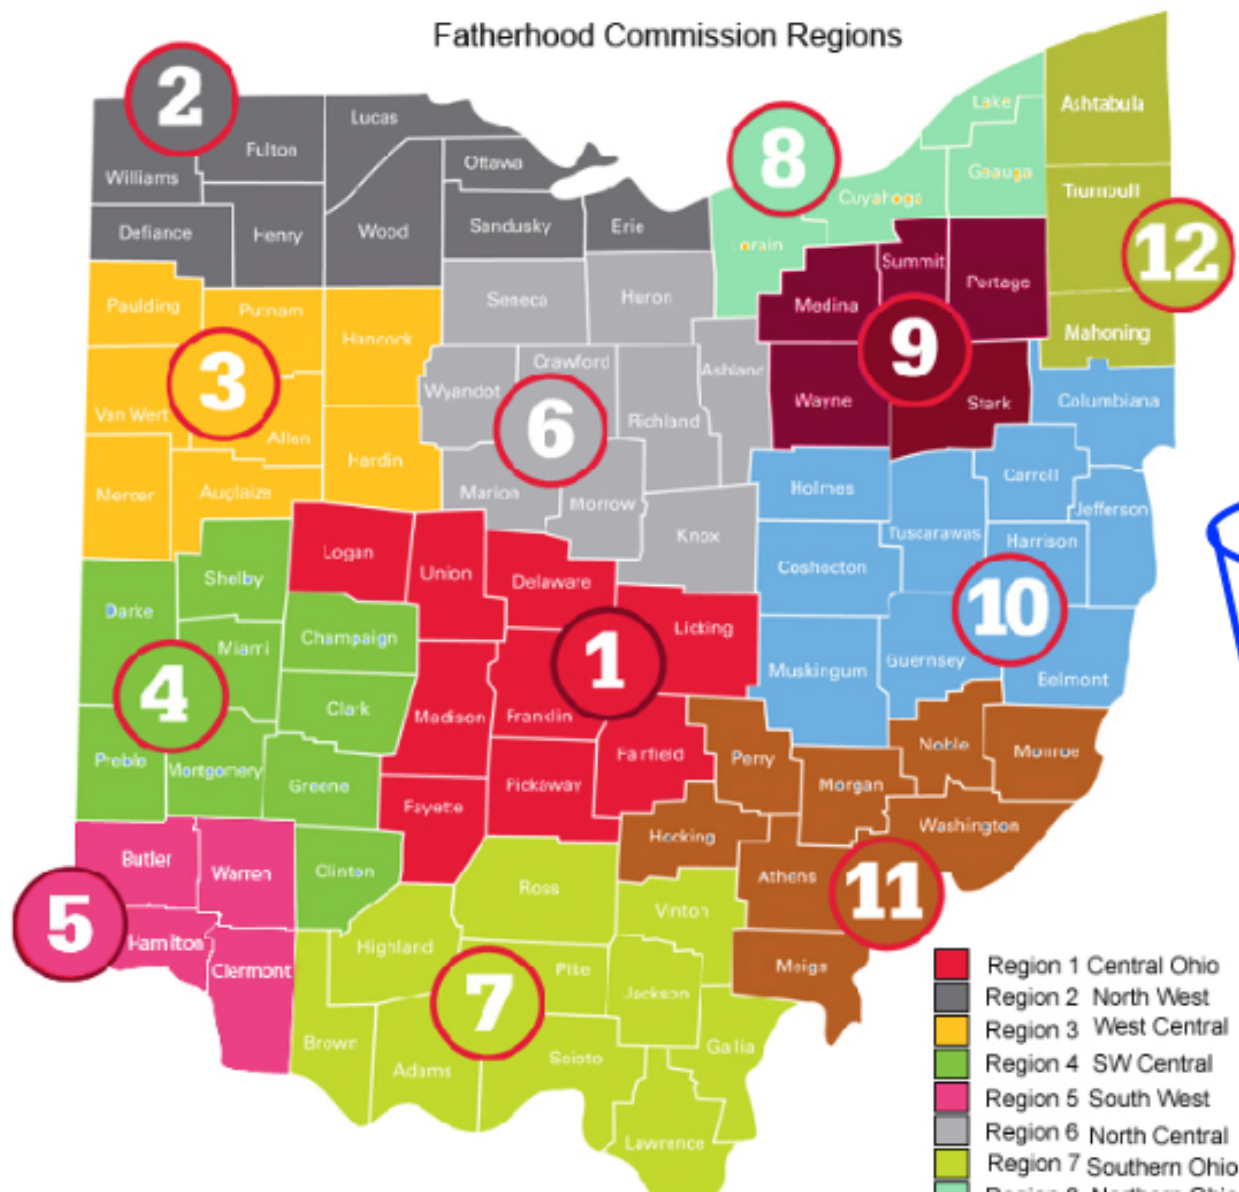 Fatherhood Commission Regions
2
Lucas
Fulton
Williams
Ottawa
Defiance
Henry
Wood
Sandusky
Erie
8
Lake
Ashtabula
Geauga
Cuyahoga
Lorain
Trumbull
12
Summit
Portage
Medina
Mahoning
9
Wayne
Stark
Columbiana
Paulding
Putnam
Hancock
3
Van Wert
Allen
Hardin
Mercer
Auglaize
Seneca
Huron
Crawford
Wyandot
Ashland
6
Richland
Marion
Morrow
Knox
Holmes
Carroll
Jefferson
Tuscarawas
Harrison
Coshocton
10
Muskingum
Guernsey
Belmont
Logan
Union
Delaware
Licking
1
Madison
Franklin
Fairfield
Pickaway
Fayette
Shelby
Darke
Miami
Champaign
4
Clark
Preble
Montgomery
Greene
Clinton
Perry
Noble
Monroe
Morgan
Washington
Hocking
Athens
11
Meigs
Butler
Warren
5
Hamilton
Clermont
Ross
Vinton
Highland
Pike
7
Jackson
Brown
Adams
Scioto
Gallia
Lawrence
Region 1 Central Ohio
Region 2 North West
Region 3 West Central
Region 4 SW Central
Region 5 South West
Region 6 North Central
Region 7 Southern Ohio
Region 8 Northern Ohio